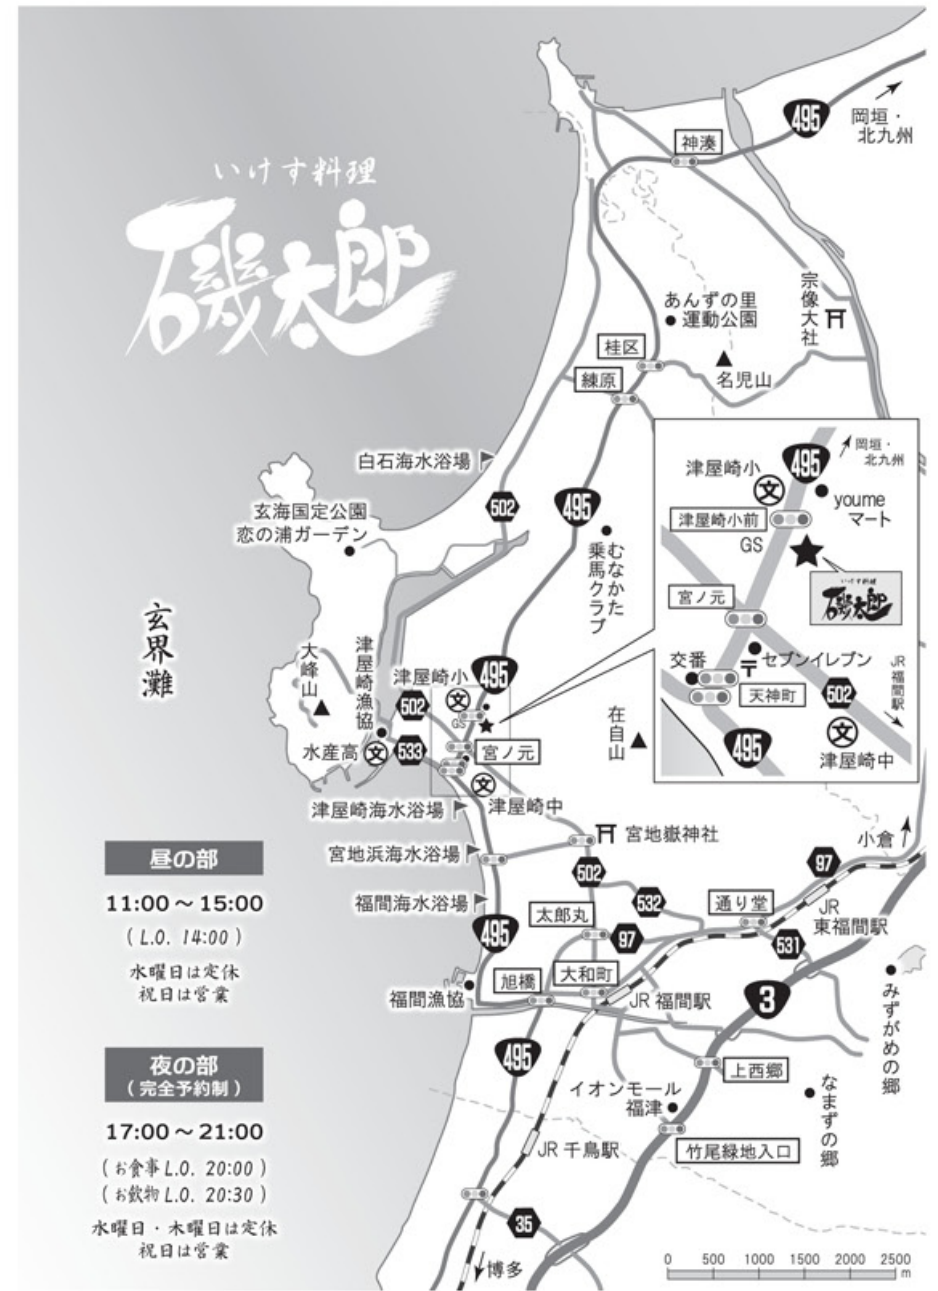 いけす料理
磯太郎
495
岡垣・
北九州
神湊
宗像大社
あんずの里
運動公園
桂区
名児山
練原
白石海水浴場
502
495
玄海国定公園
恋の浦ガーデン
むなかた
乗馬クラブ
玄界灘
大峰山
津屋崎漁協
津屋崎小
文
495
502
GS
水産高
文
533
宮ノ元
文
在自山
津屋崎海水浴場
津屋崎中
宮地浜海水浴場
宮地嶽神社
福間海水浴場
502
532
太郎丸
97
通り堂
97
小倉
JR
東福間駅
531
495
旭橋
大和町
福間漁協
JR 福間駅
3
みずがめの郷
495
上西郷
イオンモール
福津
なまずの郷
JR 千鳥駅
竹尾緑地入口
35
博多
0 500 1000 1500 2000 2500
m
津屋崎小
文
495
岡垣・
北九州
youme
マート
津屋崎小前
GS
いけす料理
磯太郎
宮ノ元
交番
〒
セブンイレブン
天神町
502
JR福間駅
文
495
津屋崎中
昼の部
11:00～15:00
( L.O. 14:00 )
水曜日は定休
祝日は営業
夜の部
( 完全予約制 )
17:00～21:00
( お食事 L.O. 20:00 )
( お飲物 L.O. 20:30 )
水曜日・木曜日は定休
祝日は営業